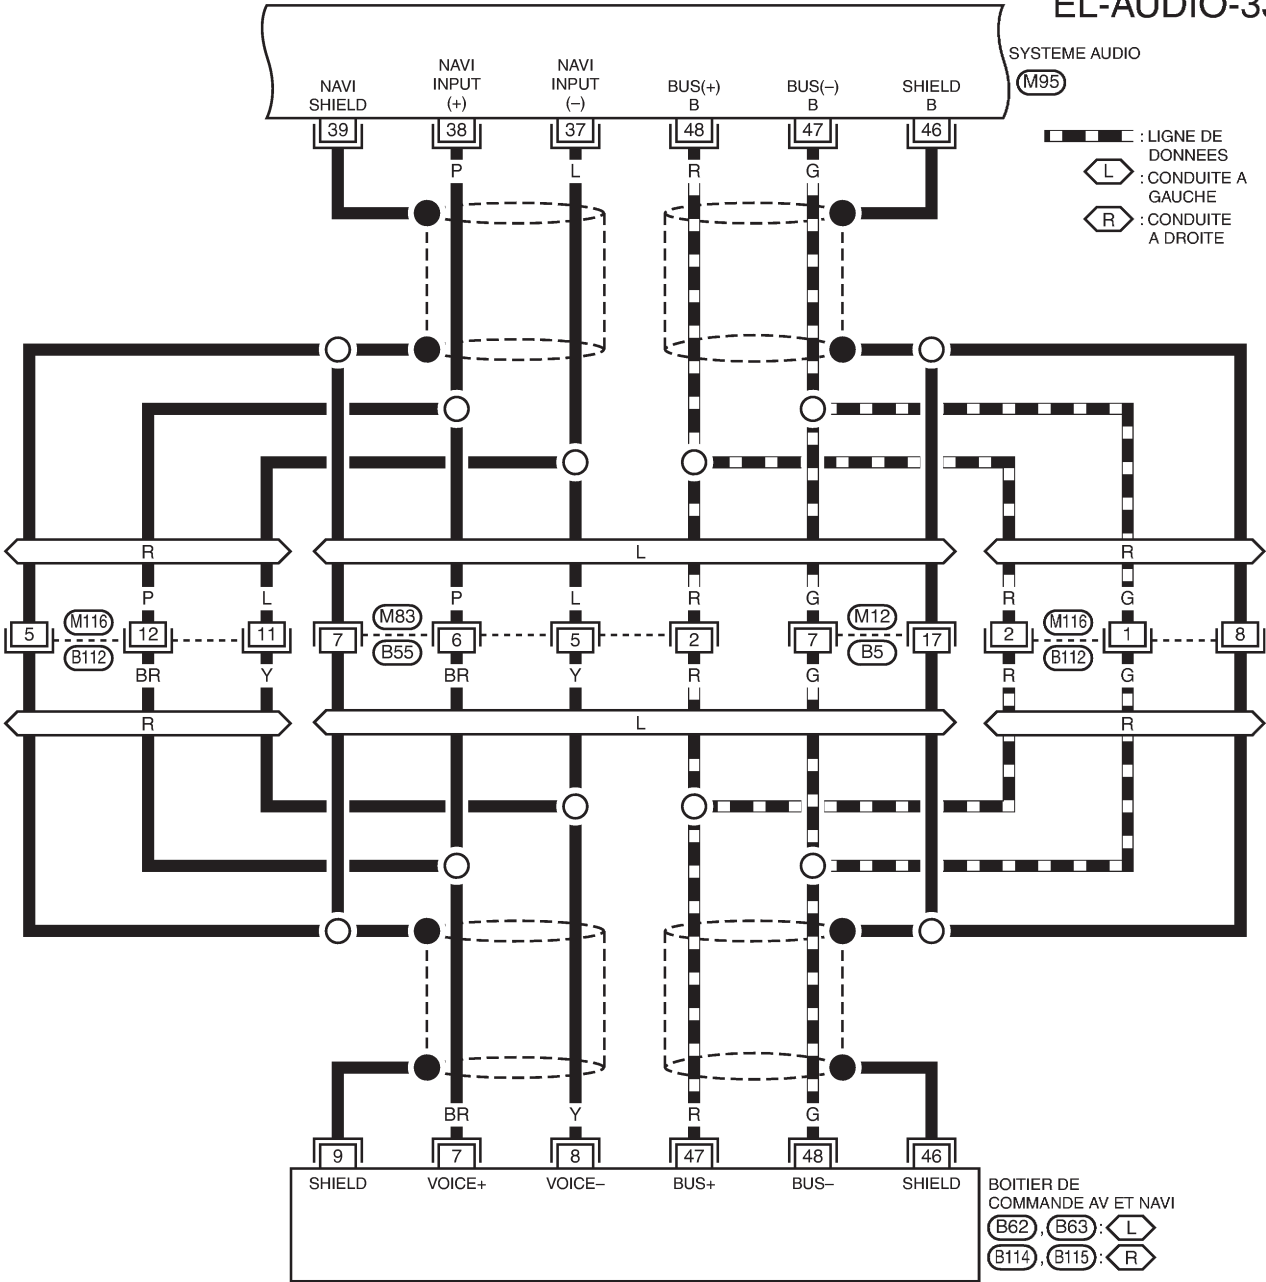 EL-AUDIO-33
SYSTEME AUDIO
M95
NAVI
SHIELD
NAVI
INPUT
(+)
NAVI
INPUT
(–)
BUS(+)
B
BUS(–)
B
SHIELD
B
39 38 37 48 47 46
P L R G
: LIGNE DE
DONNEES
L : CONDUITE A
GAUCHE
R : CONDUITE
A DROITE
R L R
P L P L R G R G
5 M116 12 11 7 M83 6 5 2 7 M12 17 2 M116 1 8
B112 B55 B5 B112
BR Y BR Y R G R G
R L R
BR Y R G
9 7 8 47 48 46
SHIELD VOICE+ VOICE– BUS+ BUS– SHIELD
BOITIER DE
COMMANDE AV ET NAVI
B62 , B63 : L
B114 , B115 : R